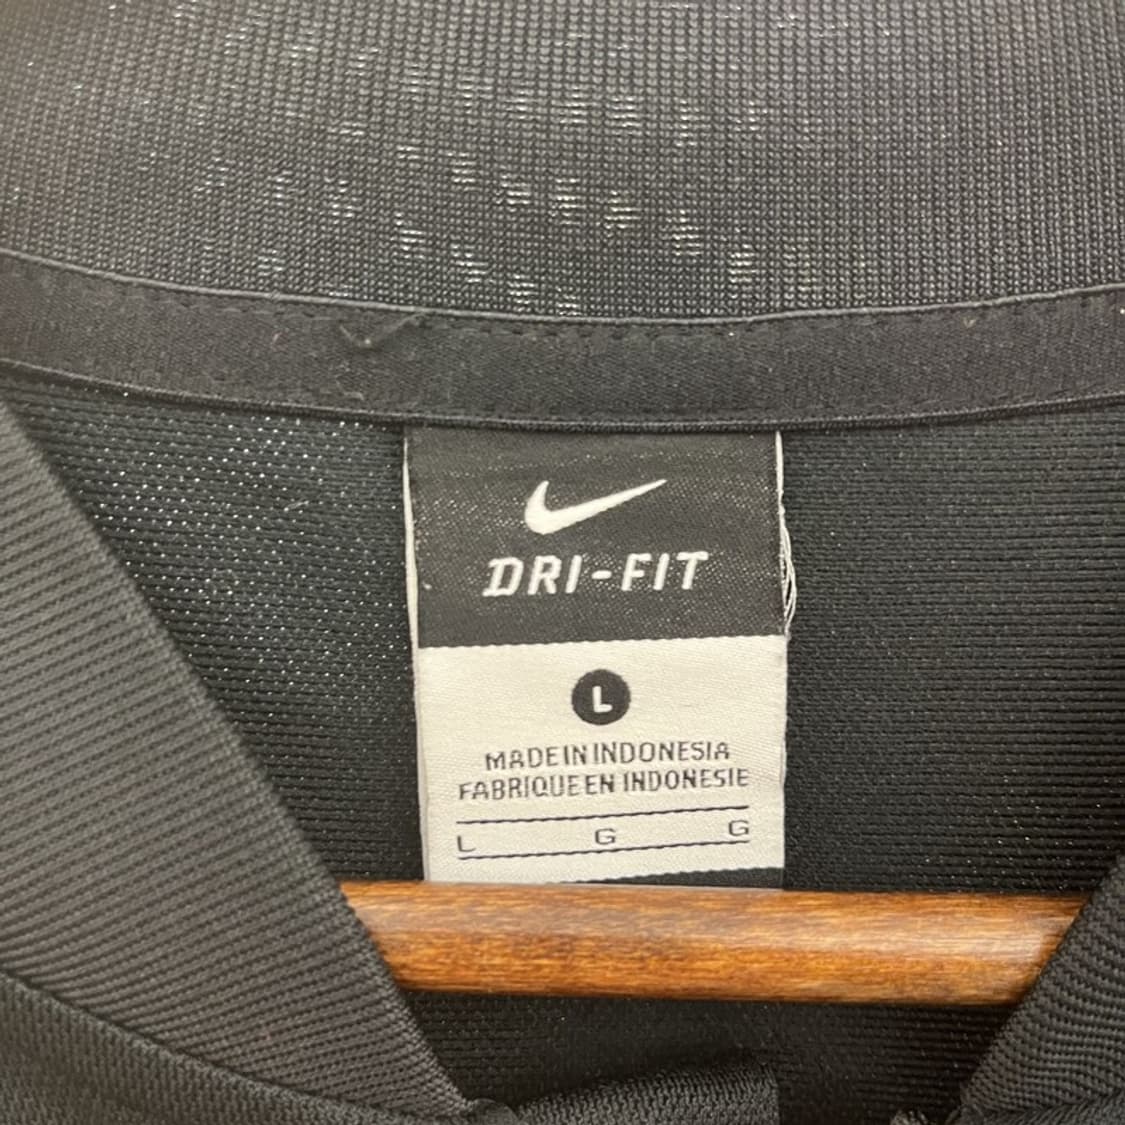 DRI-FIT
L
MADE IN INDONESIA
FABRIQUE EN INDONESIE
L G G